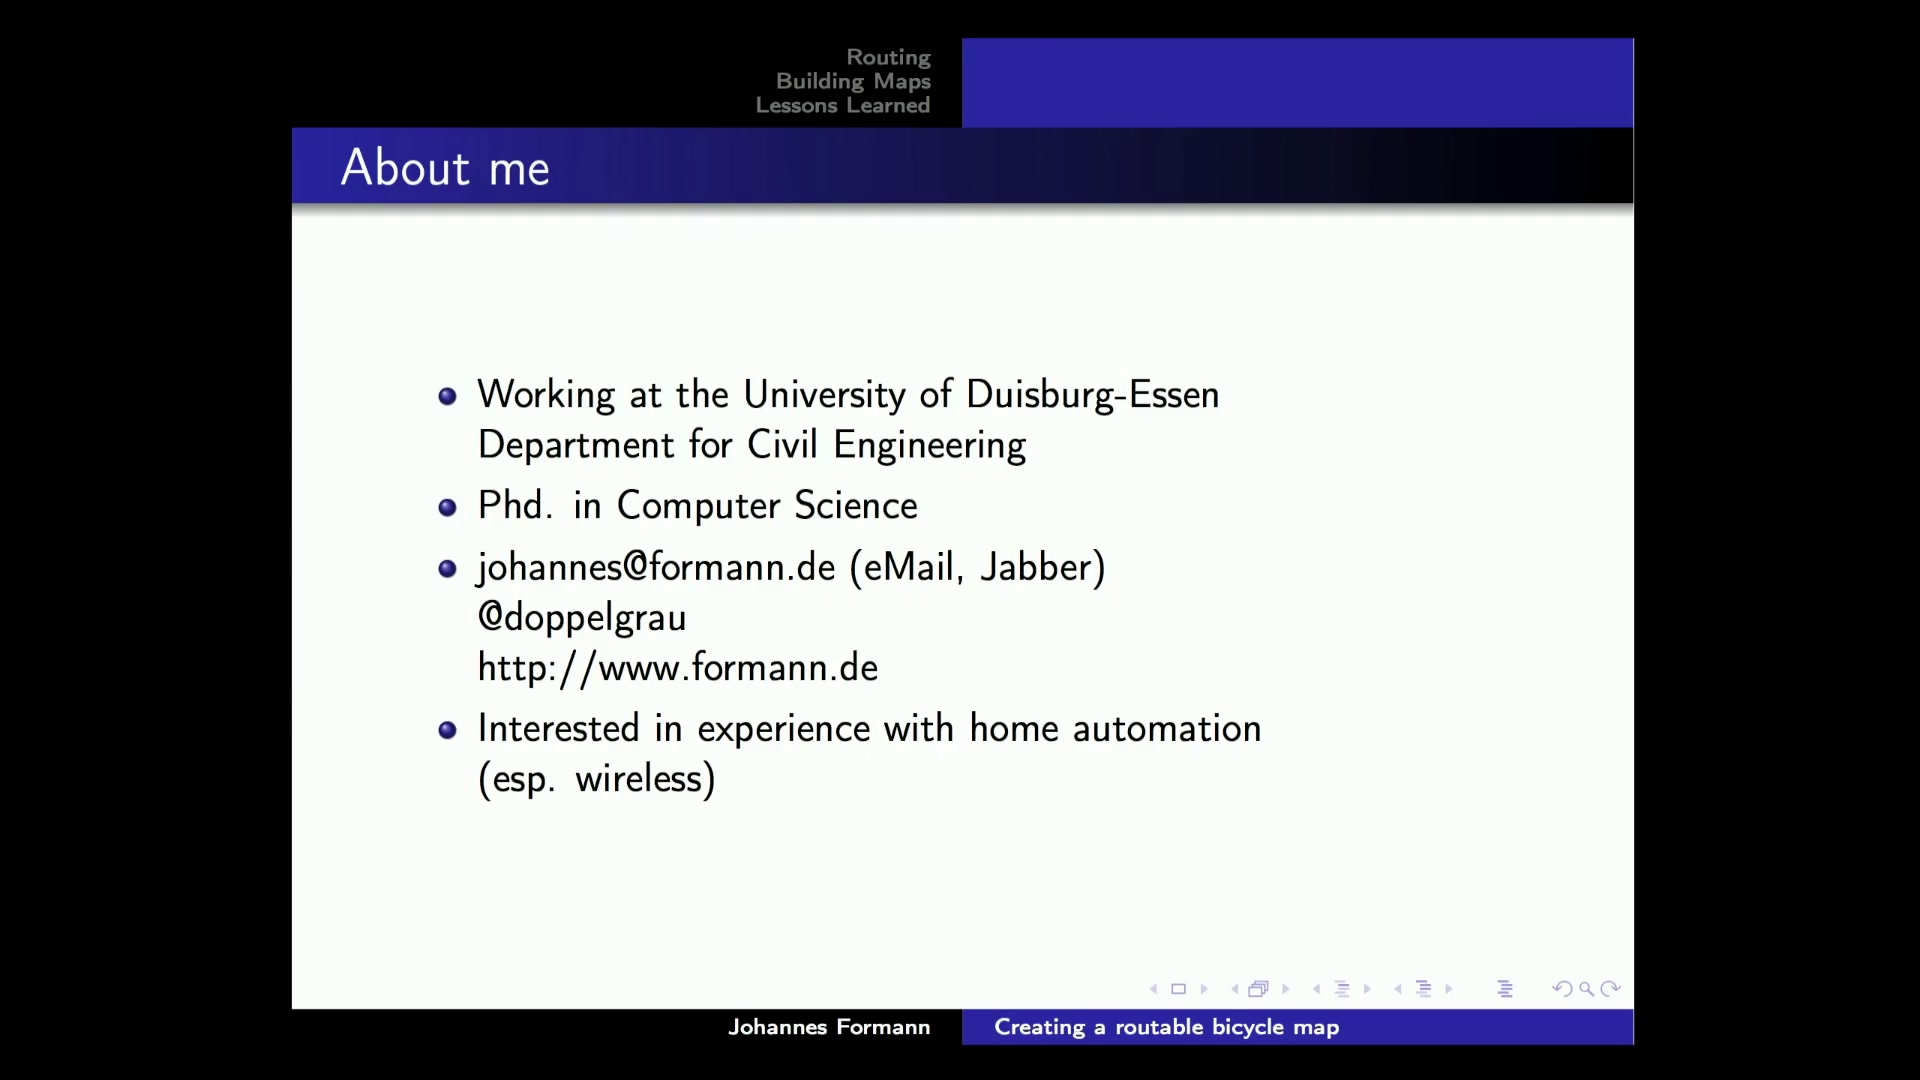 Routing
Building Maps
Lessons Learned
About me
Working at the University of Duisburg-Essen
Department for Civil Engineering
Phd. in Computer Science
johannes@formann.de (eMail, Jabber)
@doppelgrau
http://www.formann.de
Interested in experience with home automation
(esp. wireless)
Johannes Formann
Creating a routable bicycle map